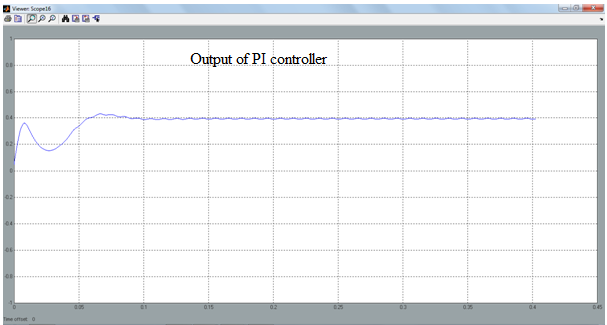 Viewer: Scope16
Output of PI controller
1
0.8
0.6
0.4
0.2
0
-0.2
-0.4
-0.6
-0.8
-1
0 0.05 0.1 0.15 0.2 0.25 0.3 0.35 0.4 0.45
Time offset: 0